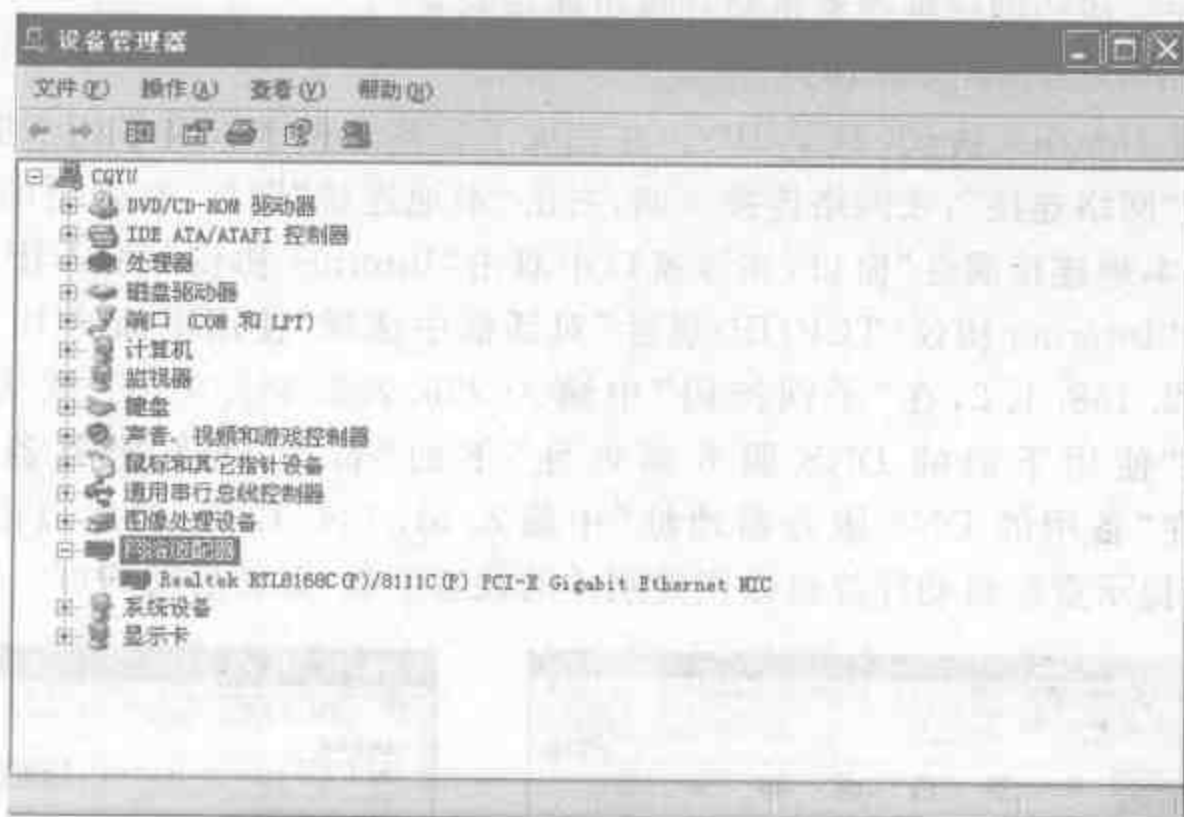 设备管理器
文件(F) 操作(A) 查看(V) 帮助(H)
CQYU
DVD/CD-ROM 驱动器
IDE ATA/ATAPI 控制器
处理器
磁盘驱动器
端口 (COM 和 LPT)
计算机
监视器
键盘
声音、视频和游戏控制器
鼠标和其它指针设备
通用串行总线控制器
图像处理设备
网络适配器
Realtek RTL8168C(P)/8111C(P) PCI-E Gigabit Ethernet NIC
系统设备
显示卡